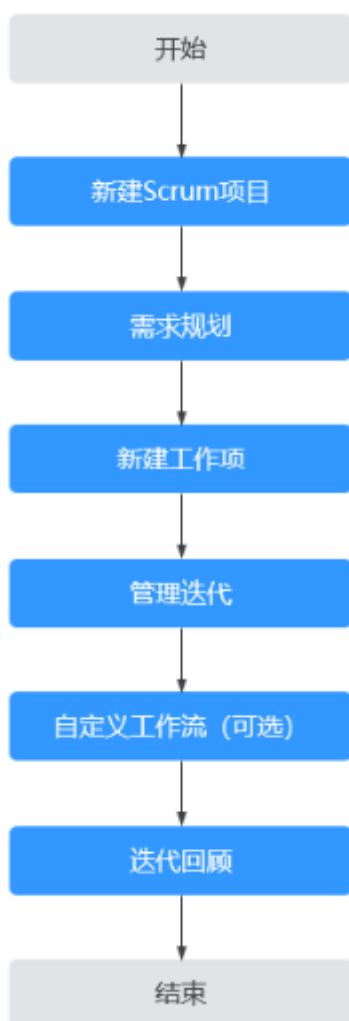 开始
新建Scrum项目
需求规划
新建工作项
管理迭代
自定义工作流（可选）
迭代回顾
结束